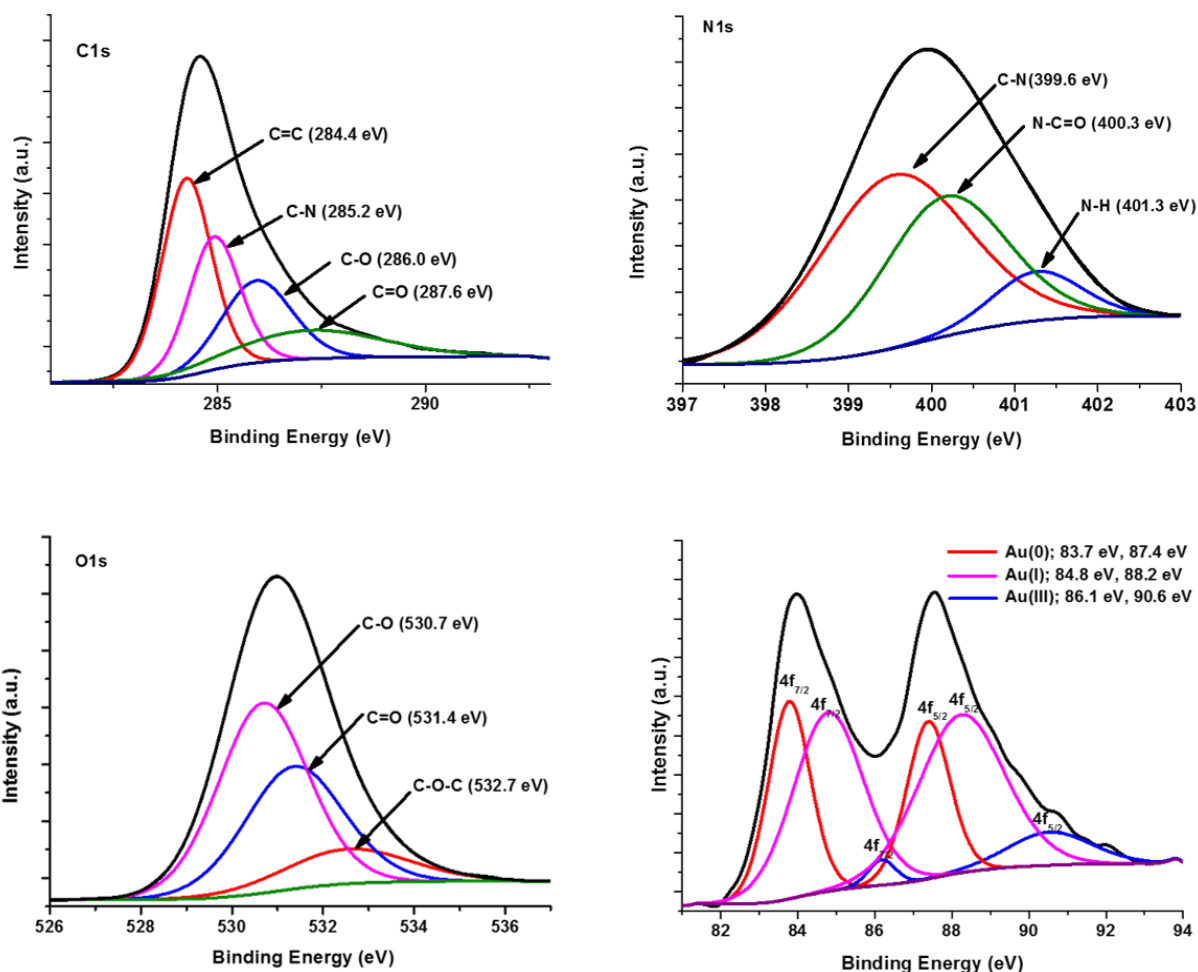 C1s
C=C (284.4 eV)
C-N (285.2 eV)
C-O (286.0 eV)
C=O (287.6 eV)
Intensity (a.u.)
285 290
Binding Energy (eV)
N1s
C-N(399.6 eV)
N-C=O (400.3 eV)
N-H (401.3 eV)
Intensity (a.u.)
397 398 399 400 401 402 403
Binding Energy (eV)
O1s
C-O (530.7 eV)
C=O (531.4 eV)
C-O-C (532.7 eV)
Intensity (a.u.)
526 528 530 532 534 536
Binding Energy (eV)
Au(0); 83.7 eV, 87.4 eV
Au(I); 84.8 eV, 88.2 eV
Au(III); 86.1 eV, 90.6 eV
4f7/2
4f7/2
4f5/2
4f5/2
4f7/2
4f5/2
Intensity (a.u.)
82 84 86 88 90 92 94
Binding Energy (eV)